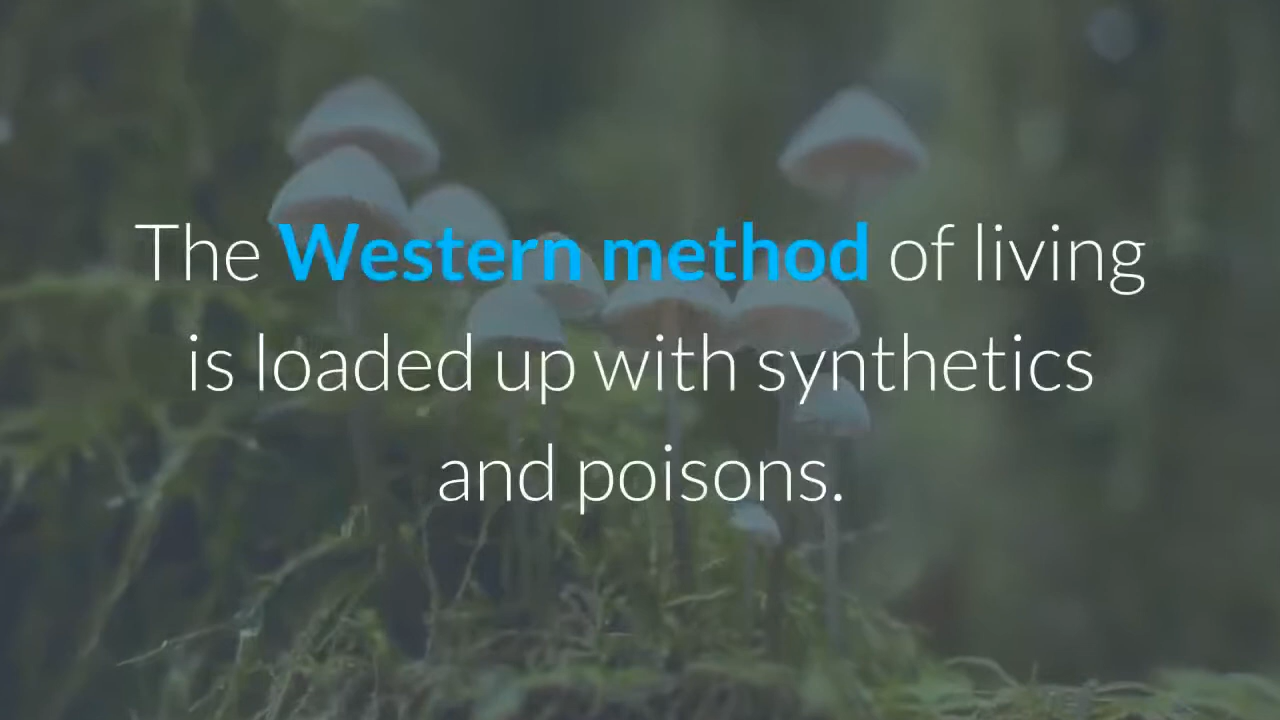 The Western method of living
is loaded up with synthetics
and poisons.